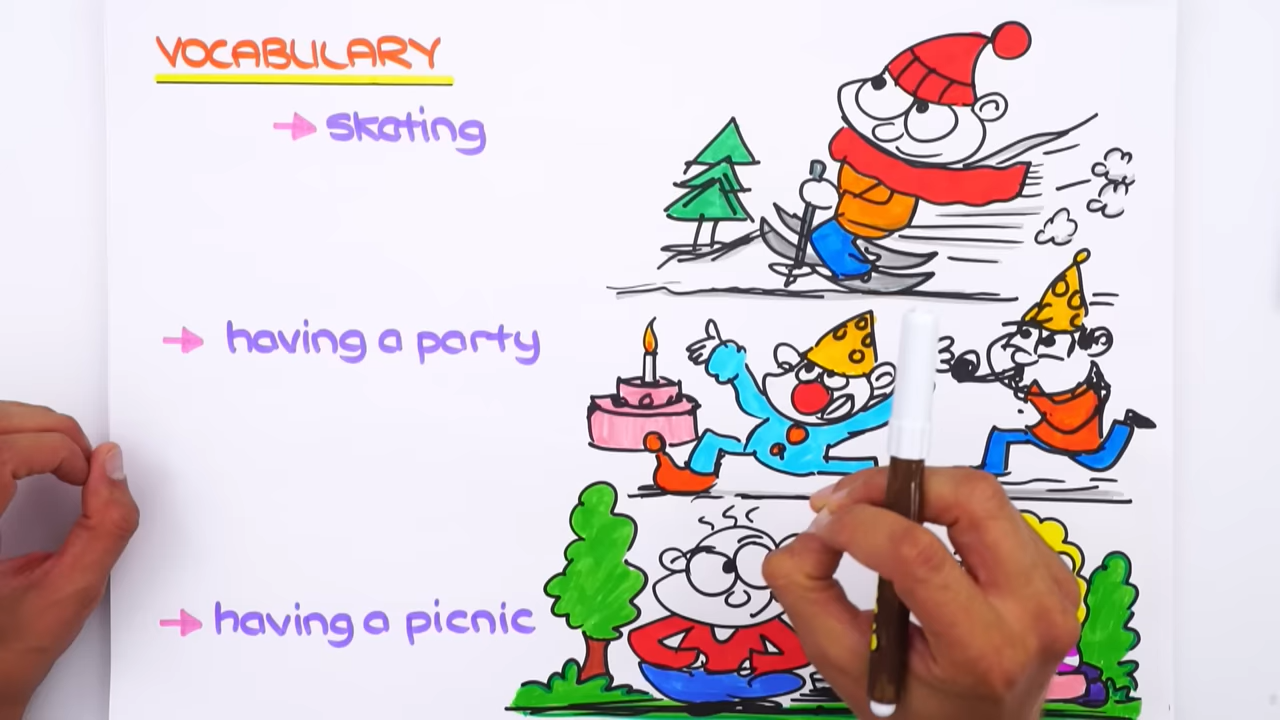 VOCABULARY
→ skating
→ having a party
→ having a picnic